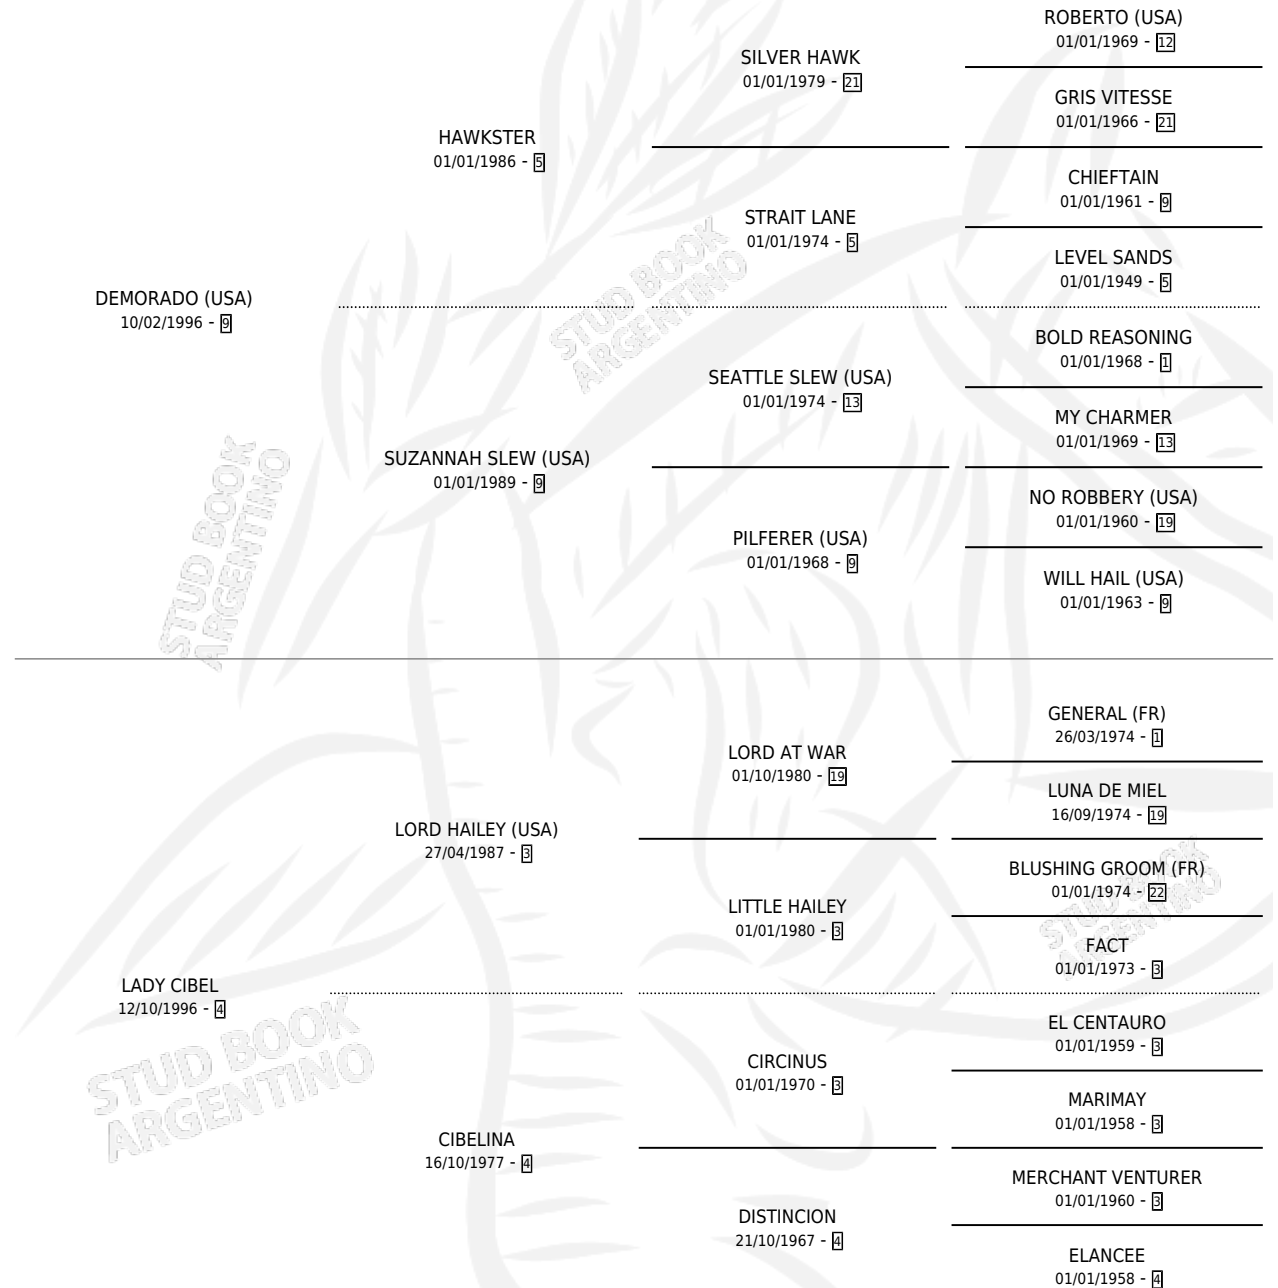 ROBERTO (USA)
01/01/1969 - 12
SILVER HAWK
01/01/1979 - 21
GRIS VITESSE
01/01/1966 - 21
HAWKSTER
01/01/1986 - 5
CHIEFTAIN
01/01/1961 - 9
STRAIT LANE
01/01/1974 - 5
LEVEL SANDS
01/01/1949 - 5
DEMORADO (USA)
10/02/1996 - 9
BOLD REASONING
01/01/1968 - 1
SEATTLE SLEW (USA)
01/01/1974 - 13
MY CHARMER
01/01/1969 - 13
SUZANNAH SLEW (USA)
01/01/1989 - 9
NO ROBBERY (USA)
01/01/1960 - 19
PILFERER (USA)
01/01/1968 - 9
WILL HAIL (USA)
01/01/1963 - 9
GENERAL (FR)
26/03/1974 - 1
LORD AT WAR
01/10/1980 - 19
LUNA DE MIEL
16/09/1974 - 19
LORD HAILEY (USA)
27/04/1987 - 3
BLUSHING GROOM (FR)
01/01/1974 - 22
LITTLE HAILEY
01/01/1980 - 3
FACT
01/01/1973 - 3
LADY CIBEL
12/10/1996 - 4
EL CENTAURO
01/01/1959 - 3
CIRCINUS
01/01/1970 - 3
MARIMAY
01/01/1958 - 3
CIBELINA
16/10/1977 - 4
MERCHANT VENTURER
01/01/1960 - 3
DISTINCION
21/10/1967 - 4
ELANCEE
01/01/1958 - 4
STUD BOOK
ARGENTINO
STUD BOOK
ARGENTINO
STUD BOOK
ARGENTINO
STUD BOOK
ARGENTINO